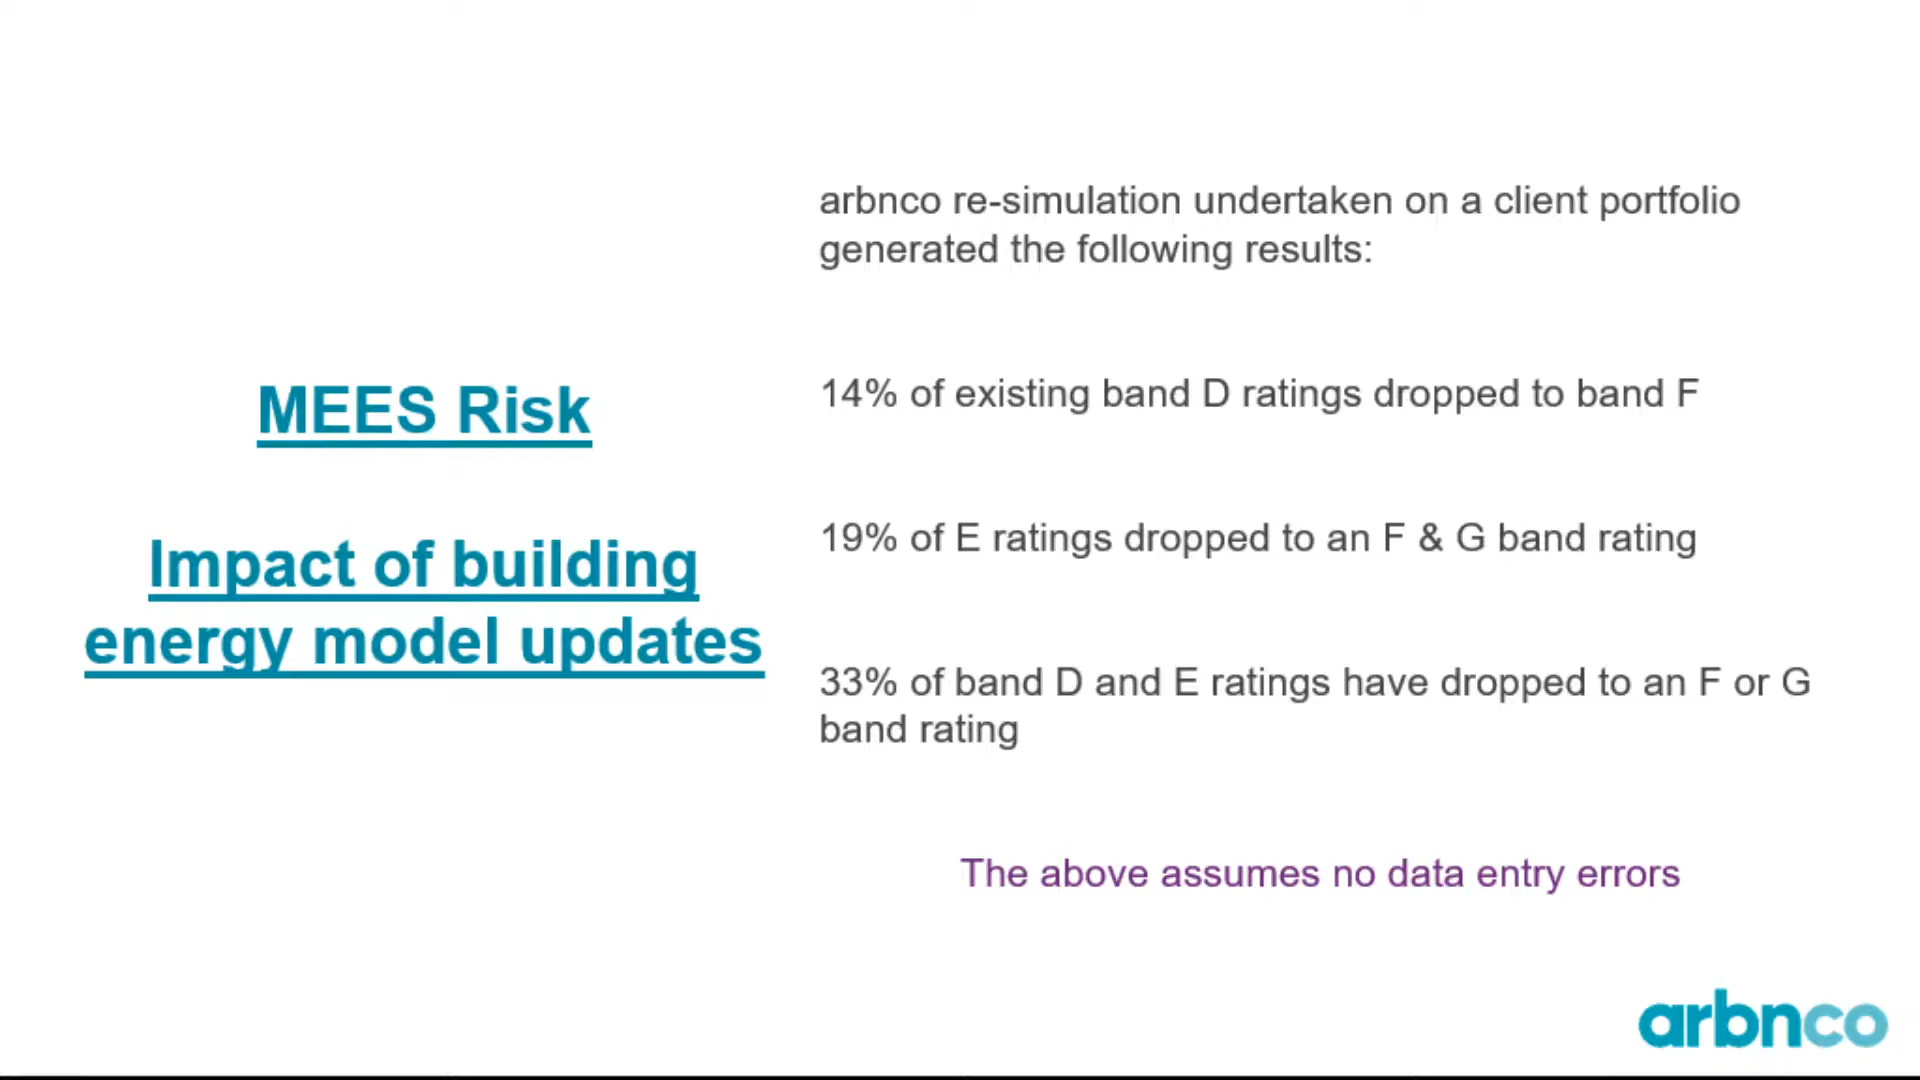 MEES Risk
Impact of building
energy model updates
arbnco re-simulation undertaken on a client portfolio
generated the following results:
14% of existing band D ratings dropped to band F
19% of E ratings dropped to an F & G band rating
33% of band D and E ratings have dropped to an F or G
band rating
The above assumes no data entry errors
arbnco